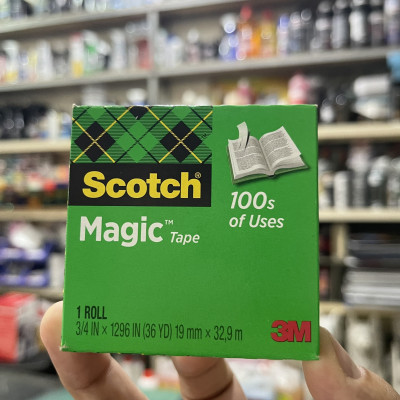 Scotch®
Magic™ Tape
100s
of Uses
1 ROLL
3/4 IN × 1296 IN (36 YD) 19 mm × 32,9 m
3M